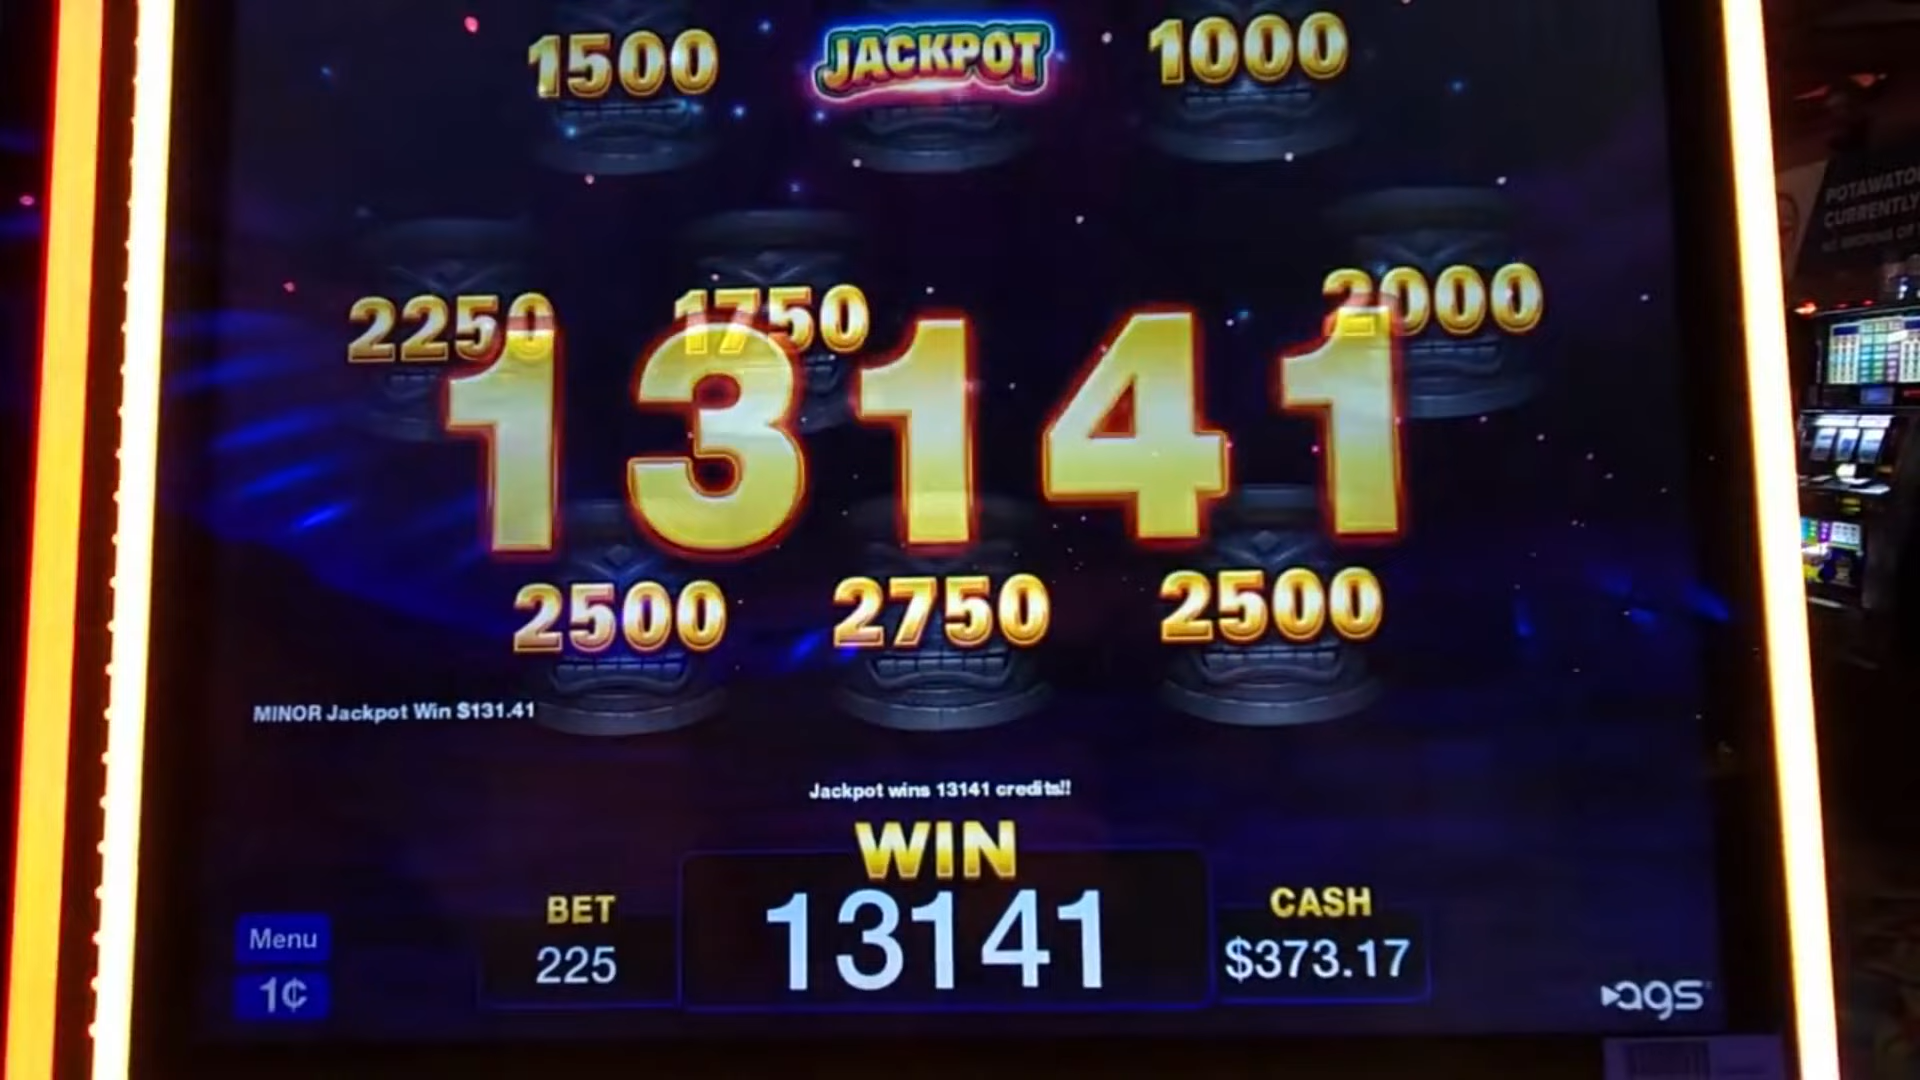 1500 JACKPOT 1000
2250 1750 2000
13141
2500 2750 2500
MINOR Jackpot Win $131.41
Jackpot wins 13141 credits!!
WIN
13141
BET
225
CASH
$373.17
Menu
1¢
ags
CURRENTLY